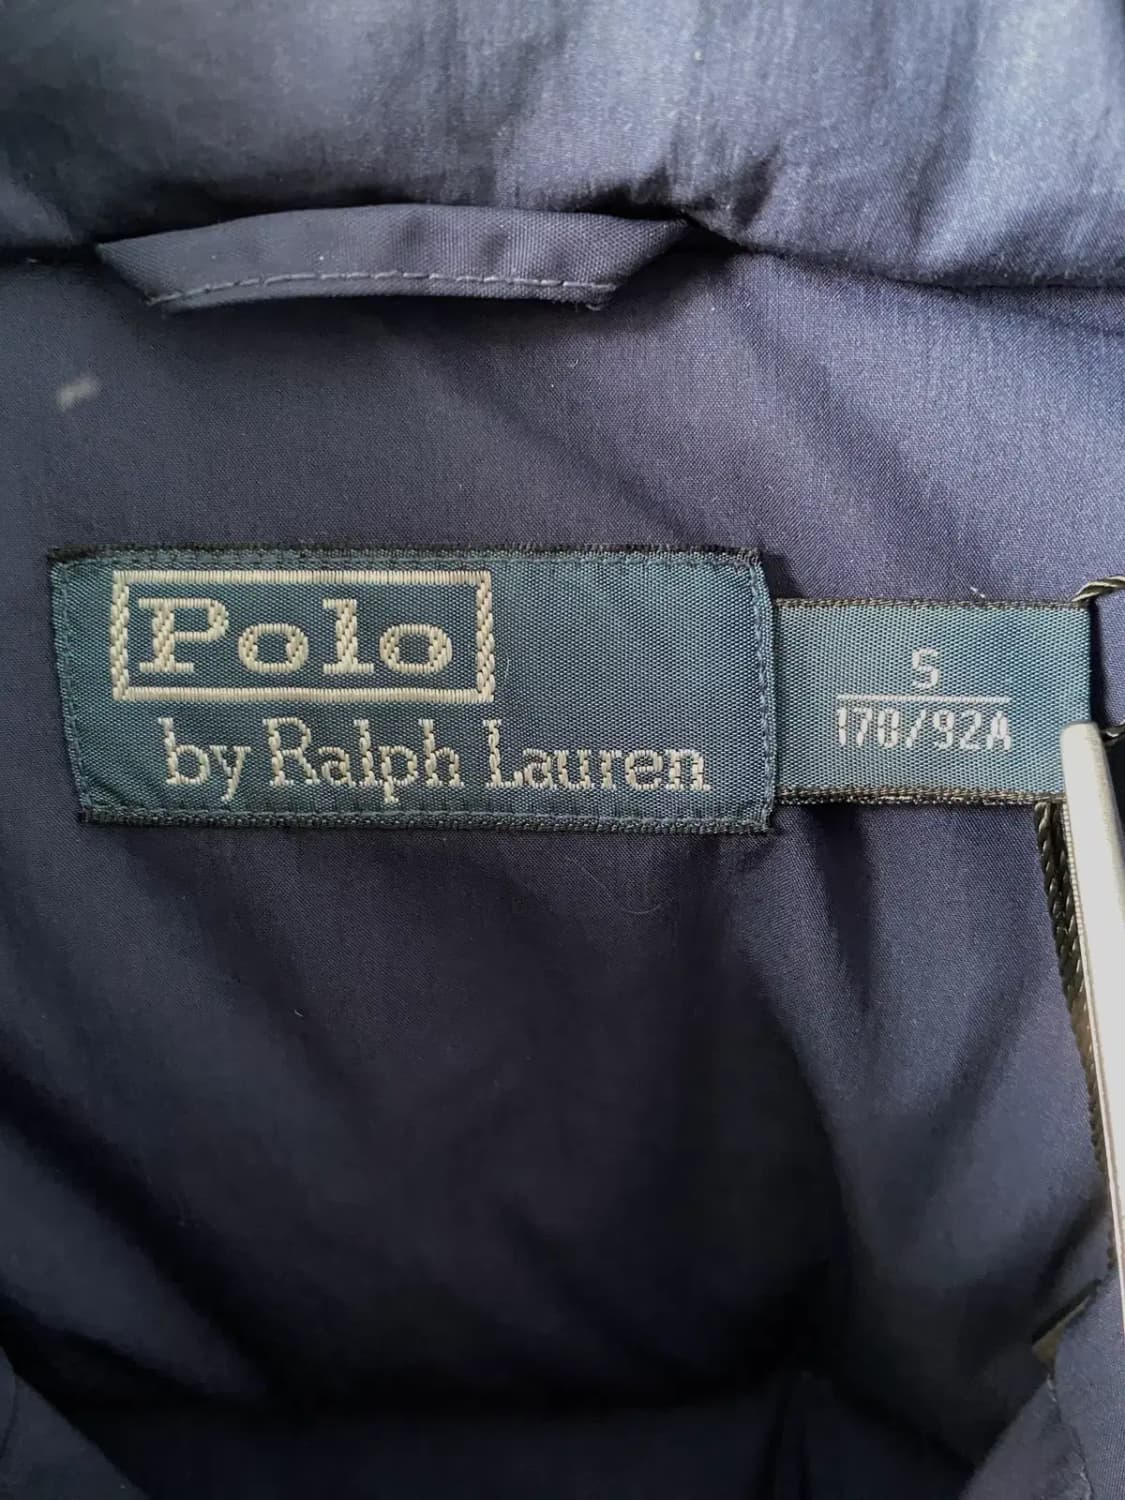 Polo
by Ralph Lauren
S
170/92A